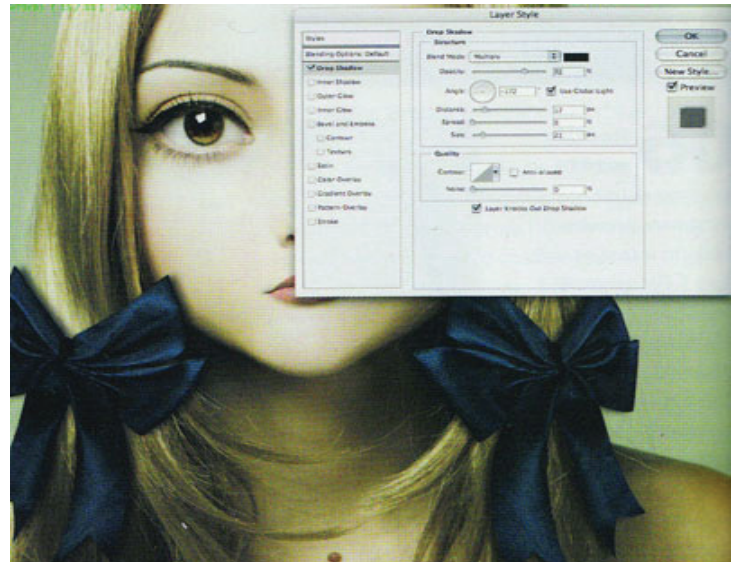 Layer Style
Styles
Blending Options: Default
Drop Shadow
Inner Shadow
Outer Glow
Inner Glow
Bevel and Emboss
Contour
Texture
Satin
Color Overlay
Gradient Overlay
Pattern Overlay
Stroke
Drop Shadow
Structure
Blend Mode: Multiply
Opacity: %
Angle: ° Use Global Light
Distance: px
Spread: %
Size: 21 px
Quality
Contour: Anti-aliased
Noise: 0 %
Layer Knocks Out Drop Shadow
OK
Cancel
New Style...
Preview